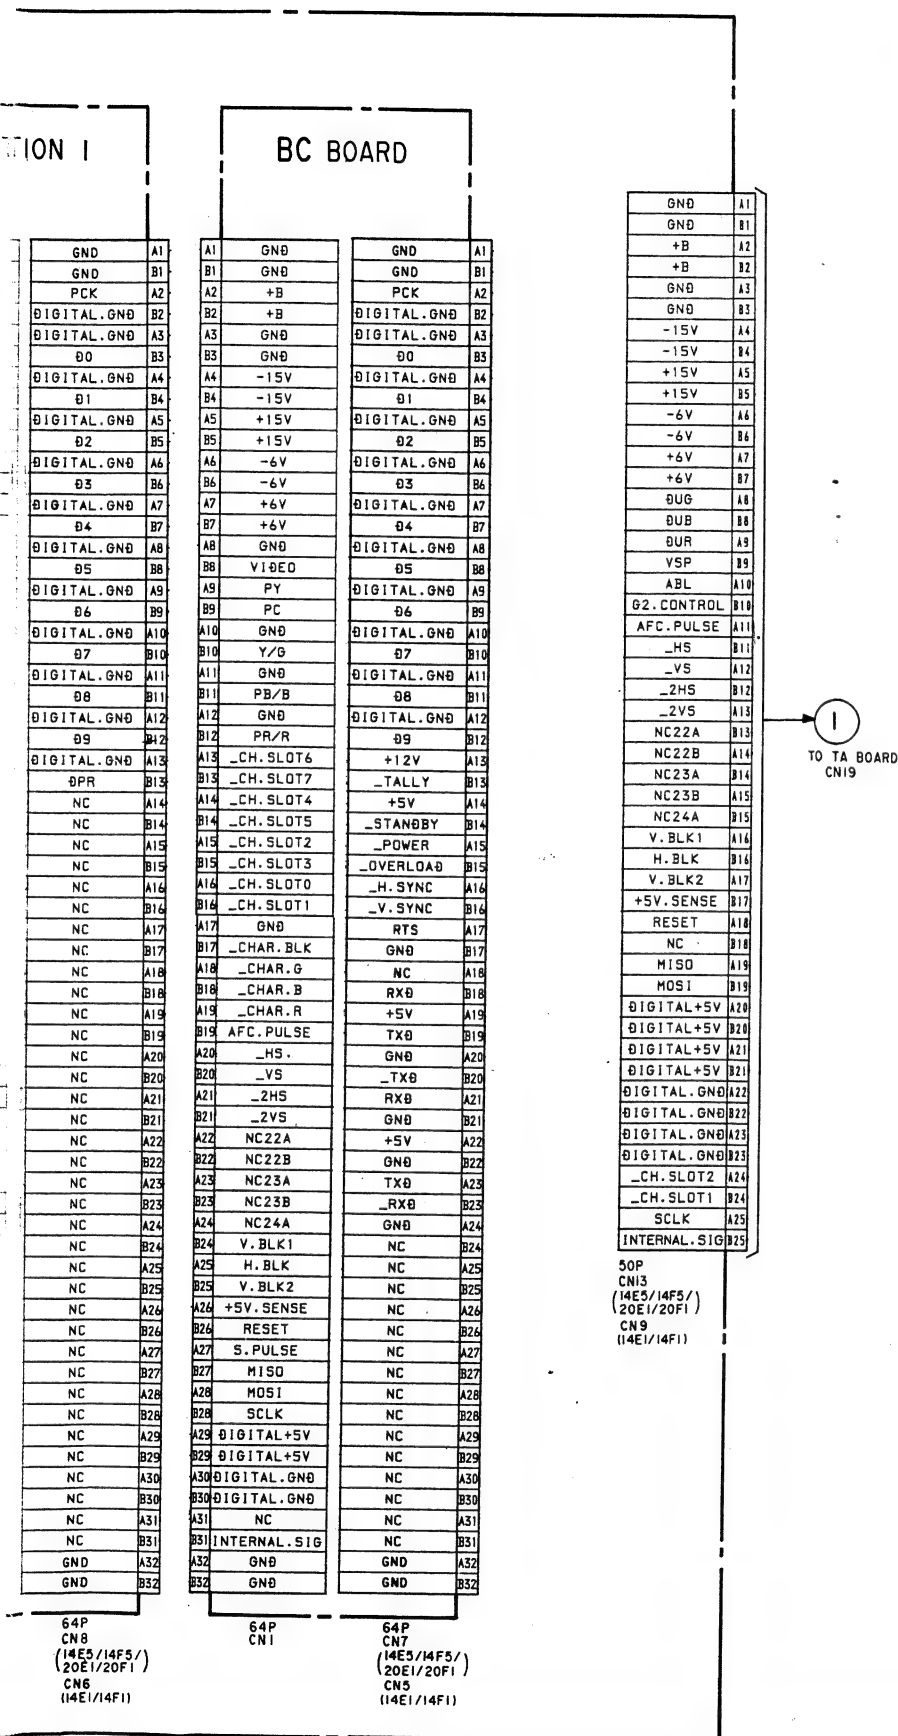 TION 1
BC BOARD
GND A1
GND B1
PCK A2
DIGITAL.GND B2
DIGITAL.GND A3
D0 B3
DIGITAL.GND A4
D1 B4
DIGITAL.GND A5
D2 B5
DIGITAL.GND A6
D3 B6
DIGITAL.GND A7
D4 B7
DIGITAL.GND A8
D5 B8
DIGITAL.GND A9
D6 B9
DIGITAL.GND A10
D7 B10
DIGITAL.GND A11
D8 B11
DIGITAL.GND A12
D9 B12
DIGITAL.GND A13
DPR B13
NC A14
NC B14
NC A15
NC B15
NC A16
NC B16
NC A17
NC B17
NC A18
NC B18
NC A19
NC B19
NC A20
NC B20
NC A21
NC B21
NC A22
NC B22
NC A23
NC B23
NC A24
NC B24
NC A25
NC B25
NC A26
NC B26
NC A27
NC B27
NC A28
NC B28
NC A29
NC B29
NC A30
NC B30
NC A31
NC B31
GND A32
GND B32
64P
CN8
(14E5/14F5/
20E1/20F1)
CN6
(14E1/14F1)
A1 GND
B1 GND
A2 +B
B2 +B
A3 GND
B3 GND
A4 -15V
B4 -15V
A5 +15V
B5 +15V
A6 -6V
B6 -6V
A7 +6V
B7 +6V
A8 GND
B8 VIDEO
A9 PY
B9 PC
A10 GND
B10 Y/G
A11 GND
B11 PB/B
A12 GND
B12 PR/R
A13 _CH.SLOT6
B13 _CH.SLOT7
A14 _CH.SLOT4
B14 _CH.SLOT5
A15 _CH.SLOT2
B15 _CH.SLOT3
A16 _CH.SLOT0
B16 _CH.SLOT1
A17 GND
B17 _CHAR.BLK
A18 _CHAR.G
B18 _CHAR.B
A19 _CHAR.R
B19 AFC.PULSE
A20 _HS
B20 _VS
A21 _2HS
B21 _2VS
A22 NC22A
B22 NC22B
A23 NC23A
B23 NC23B
A24 NC24A
B24 V.BLK1
A25 H.BLK
B25 V.BLK2
A26 +5V.SENSE
B26 RESET
A27 S.PULSE
B27 MISO
A28 MOSI
B28 SCLK
A29 DIGITAL+5V
B29 DIGITAL+5V
A30 DIGITAL.GND
B30 DIGITAL.GND
A31 NC
B31 INTERNAL.SIG
A32 GND
B32 GND
64P
CN1
GND A1
GND B1
PCK A2
DIGITAL.GND B2
DIGITAL.GND A3
D0 B3
DIGITAL.GND A4
D1 B4
DIGITAL.GND A5
D2 B5
DIGITAL.GND A6
D3 B6
DIGITAL.GND A7
D4 B7
DIGITAL.GND A8
D5 B8
DIGITAL.GND A9
D6 B9
DIGITAL.GND A10
D7 B10
DIGITAL.GND A11
D8 B11
DIGITAL.GND A12
D9 B12
+12V A13
_TALLY B13
+5V A14
_STANDBY B14
_POWER A15
_OVERLOAD B15
_H.SYNC A16
_V.SYNC B16
RTS A17
GND B17
NC A18
RXD B18
+5V A19
TXD B19
GND A20
_TXD B20
RXD A21
GND B21
+5V A22
GND B22
TXD A23
_RXD B23
GND A24
NC B24
NC A25
NC B25
NC A26
NC B26
NC A27
NC B27
NC A28
NC B28
NC A29
NC B29
NC A30
NC B30
NC A31
NC B31
GND A32
GND B32
64P
CN7
(14E5/14F5/
20E1/20F1)
CN5
(14E1/14F1)
GND A1
GND B1
+B A2
+B B2
GND A3
GND B3
-15V A4
-15V B4
+15V A5
+15V B5
-6V A6
-6V B6
+6V A7
+6V B7
DUG A8
DUB B8
DUR A9
VSP B9
ABL A10
G2.CONTROL B10
AFC.PULSE A11
_HS B11
_VS A12
_2HS B12
_2VS A13
NC22A B13
NC22B A14
NC23A B14
NC23B A15
NC24A B15
V.BLK1 A16
H.BLK B16
V.BLK2 A17
+5V.SENSE B17
RESET A18
NC B18
MISO A19
MOSI B19
DIGITAL+5V A20
DIGITAL+5V B20
DIGITAL+5V A21
DIGITAL+5V B21
DIGITAL.GND A22
DIGITAL.GND B22
DIGITAL.GND A23
DIGITAL.GND B23
_CH.SLOT2 A24
_CH.SLOT1 B24
SCLK A25
INTERNAL.SIG B25
50P
CN13
(14E5/14F5/
20E1/20F1)
CN9
(14E1/14F1)
1
TO TA BOARD
CN19